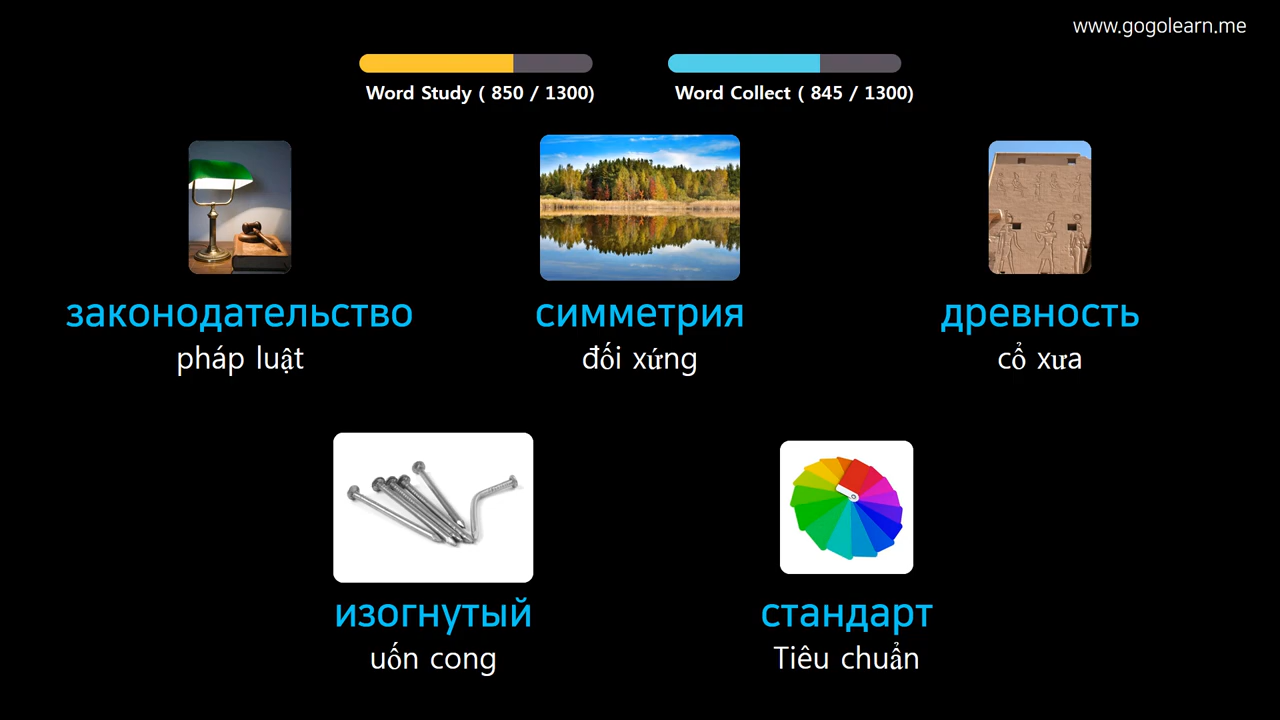 www.gogolearn.me
Word Study ( 850 / 1300)
Word Collect ( 845 / 1300)
законодательство
pháp luật
симметрия
đối xứng
древность
cổ xưa
изогнутый
uốn cong
стандарт
Tiêu chuẩn